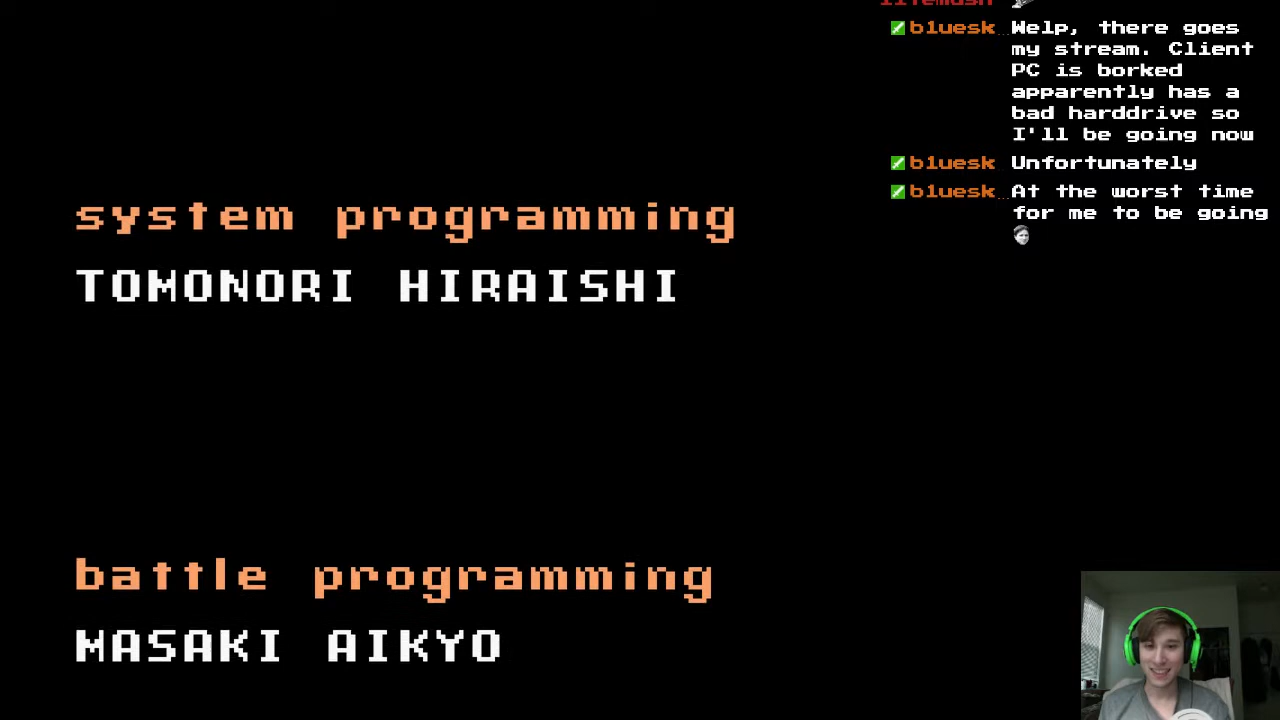 system programming
TOMONORI HIRAISHI
battle programming
MASAKI AIKYO
b1uesk Welp, there goes
my stream. Client
PC is borked
apparently has a
bad harddrive so
I'll be going now
b1uesk Unfortunately
b1uesk At the worst time
for me to be going